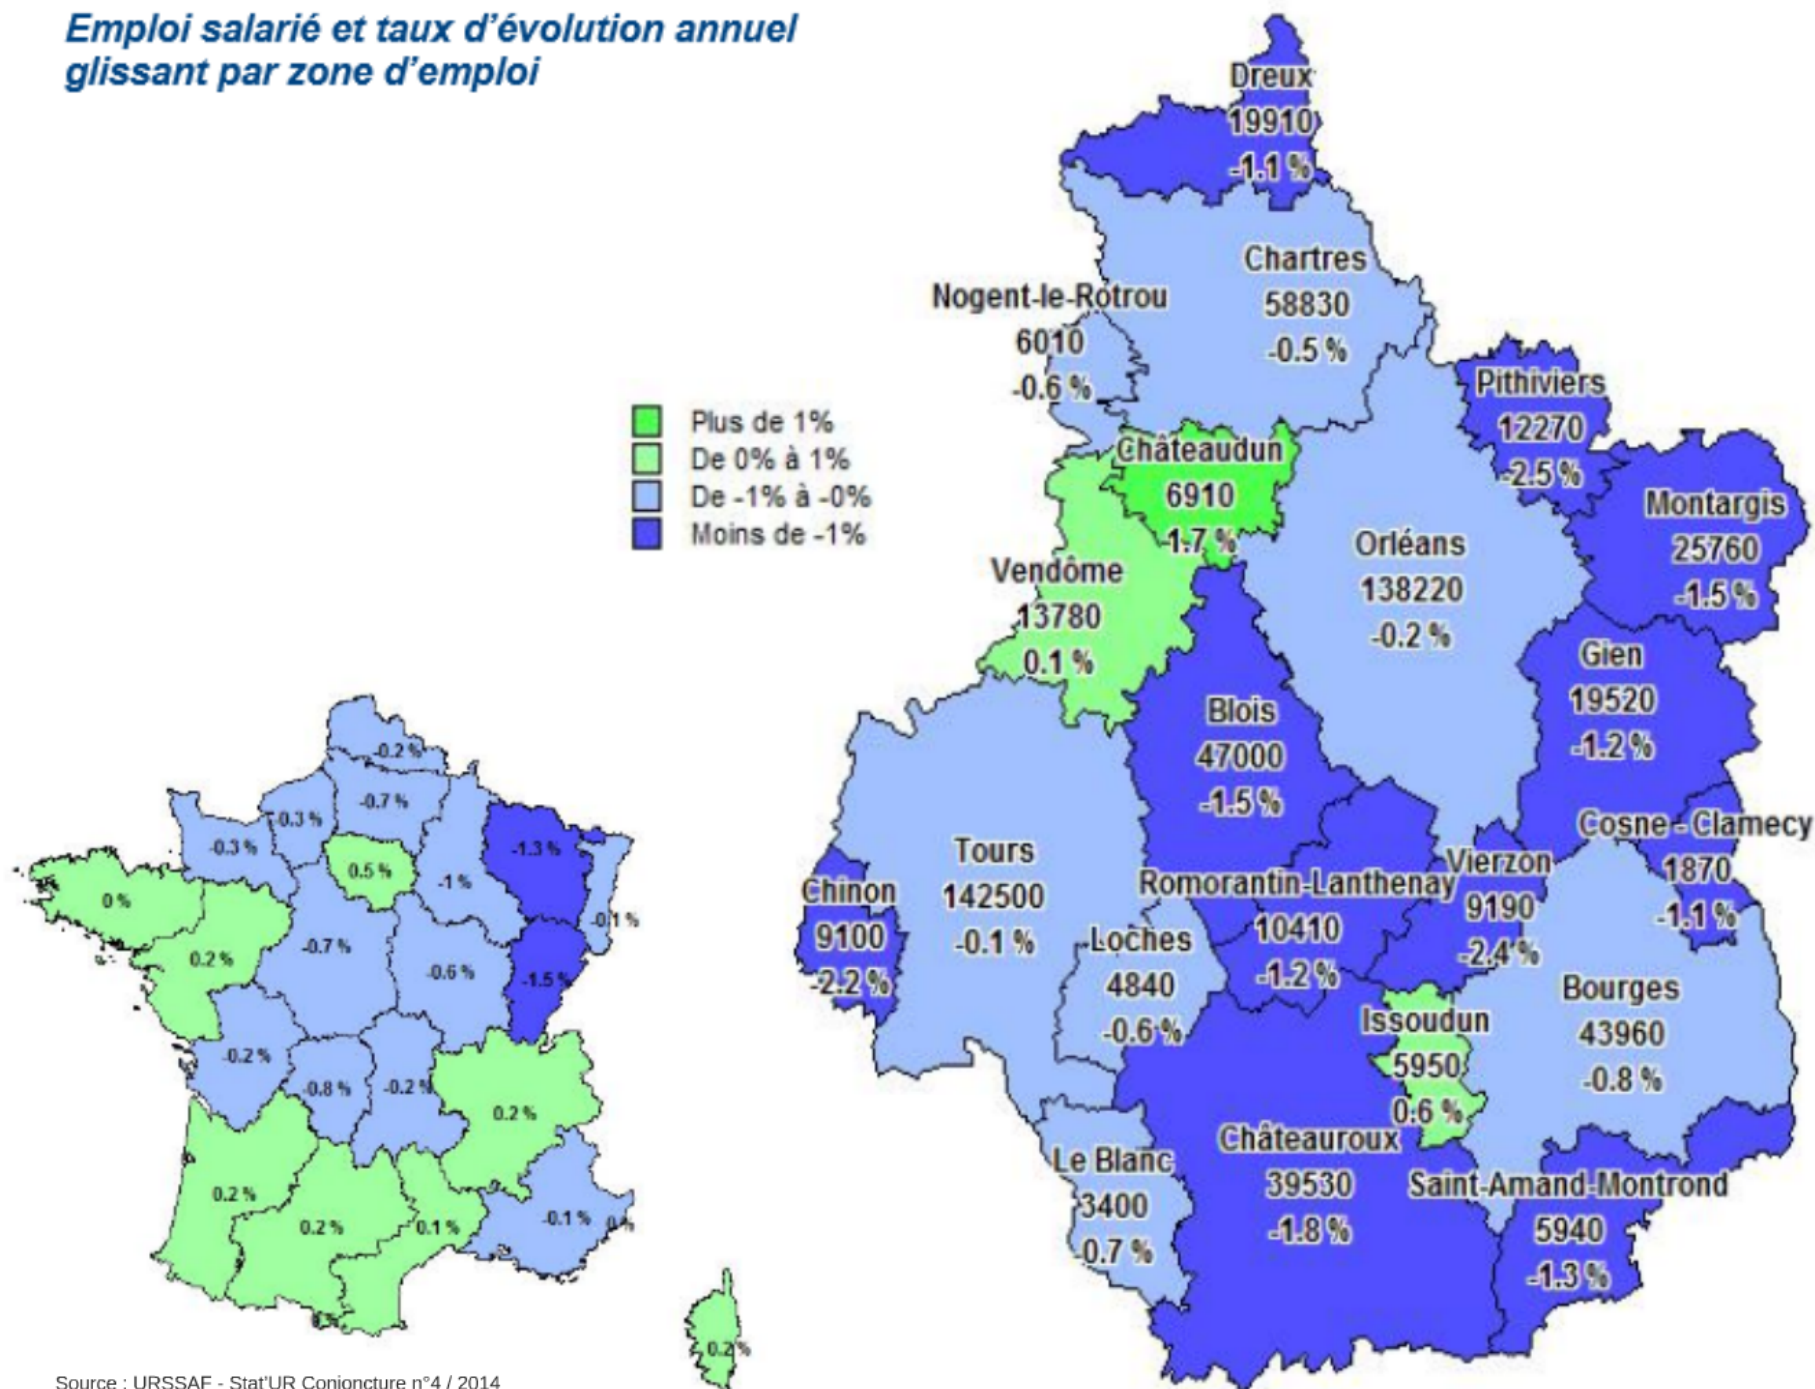 Emploi salarié et taux d'évolution annuel
glissant par zone d'emploi
Plus de 1%
De 0% à 1%
De -1% à -0%
Moins de -1%
Dreux
19910
-1.1 %
Chartres
58830
-0.5 %
Nogent-le-Rotrou
6010
-0.6 %
Pithiviers
12270
-2.5 %
Châteaudun
6910
1.7 %
Montargis
25760
-1.5 %
Orléans
138220
-0.2 %
Vendôme
13780
0.1 %
Gien
19520
-1.2 %
Blois
47000
-1.5 %
Cosne - Clamecy
1870
-1.1 %
Tours
142500
-0.1 %
Vierzon
9190
-2.4 %
Romorantin-Lanthenay
10410
-1.2 %
Chinon
9100
-2.2 %
Loches
4840
-0.6 %
Bourges
43960
-0.8 %
Issoudun
5950
0.6 %
Châteauroux
39530
-1.8 %
Le Blanc
3400
-0.7 %
Saint-Amand-Montrond
5940
-1.3 %
-0.2 %
-0.7 %
-0.3 %
-0.3 %
0.5 %
-1 %
-1.3 %
-0.1 %
0 %
0.2 %
-0.7 %
-0.6 %
-1.5 %
-0.2 %
-0.8 %
-0.2 %
0.2 %
0.2 %
0.2 %
0.1 %
-0.1 %
0 %
0.2 %
Source : URSSAF - Stat'UR Conjoncture n°4 / 2014